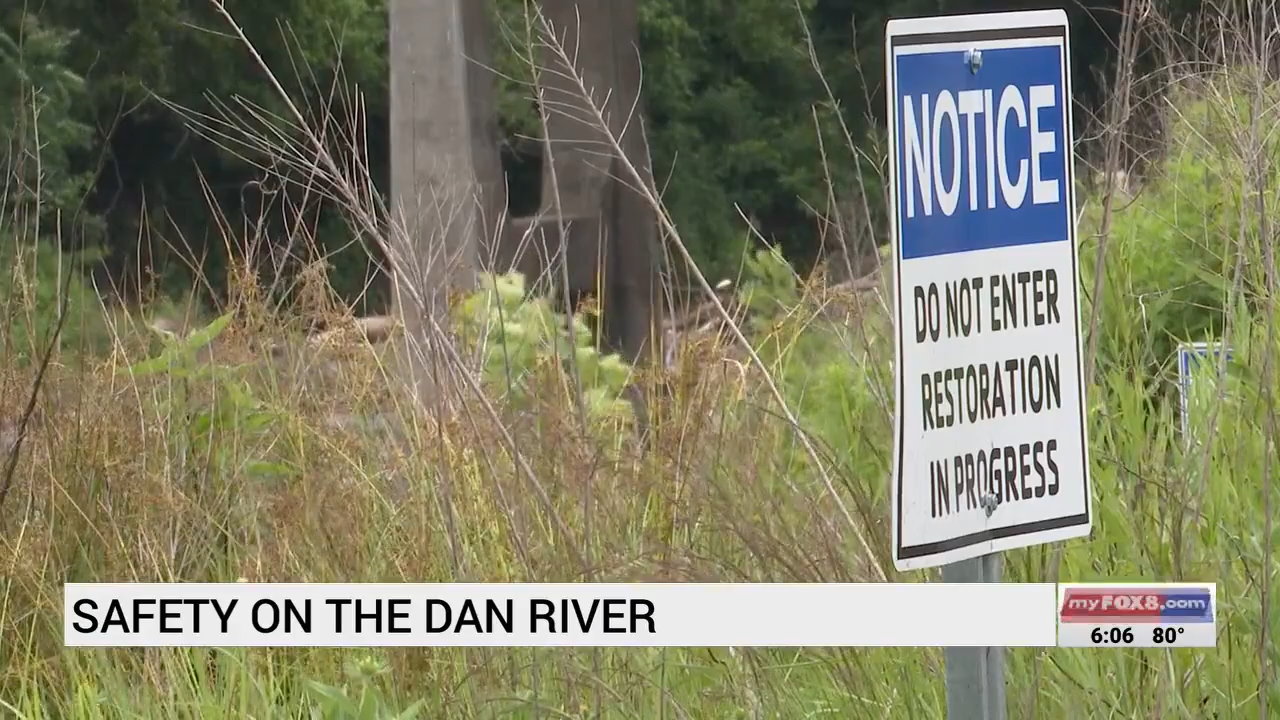 NOTICE
DO NOT ENTER
RESTORATION
IN PROGRESS
SAFETY ON THE DAN RIVER
myFOX8.com
6:06 80°